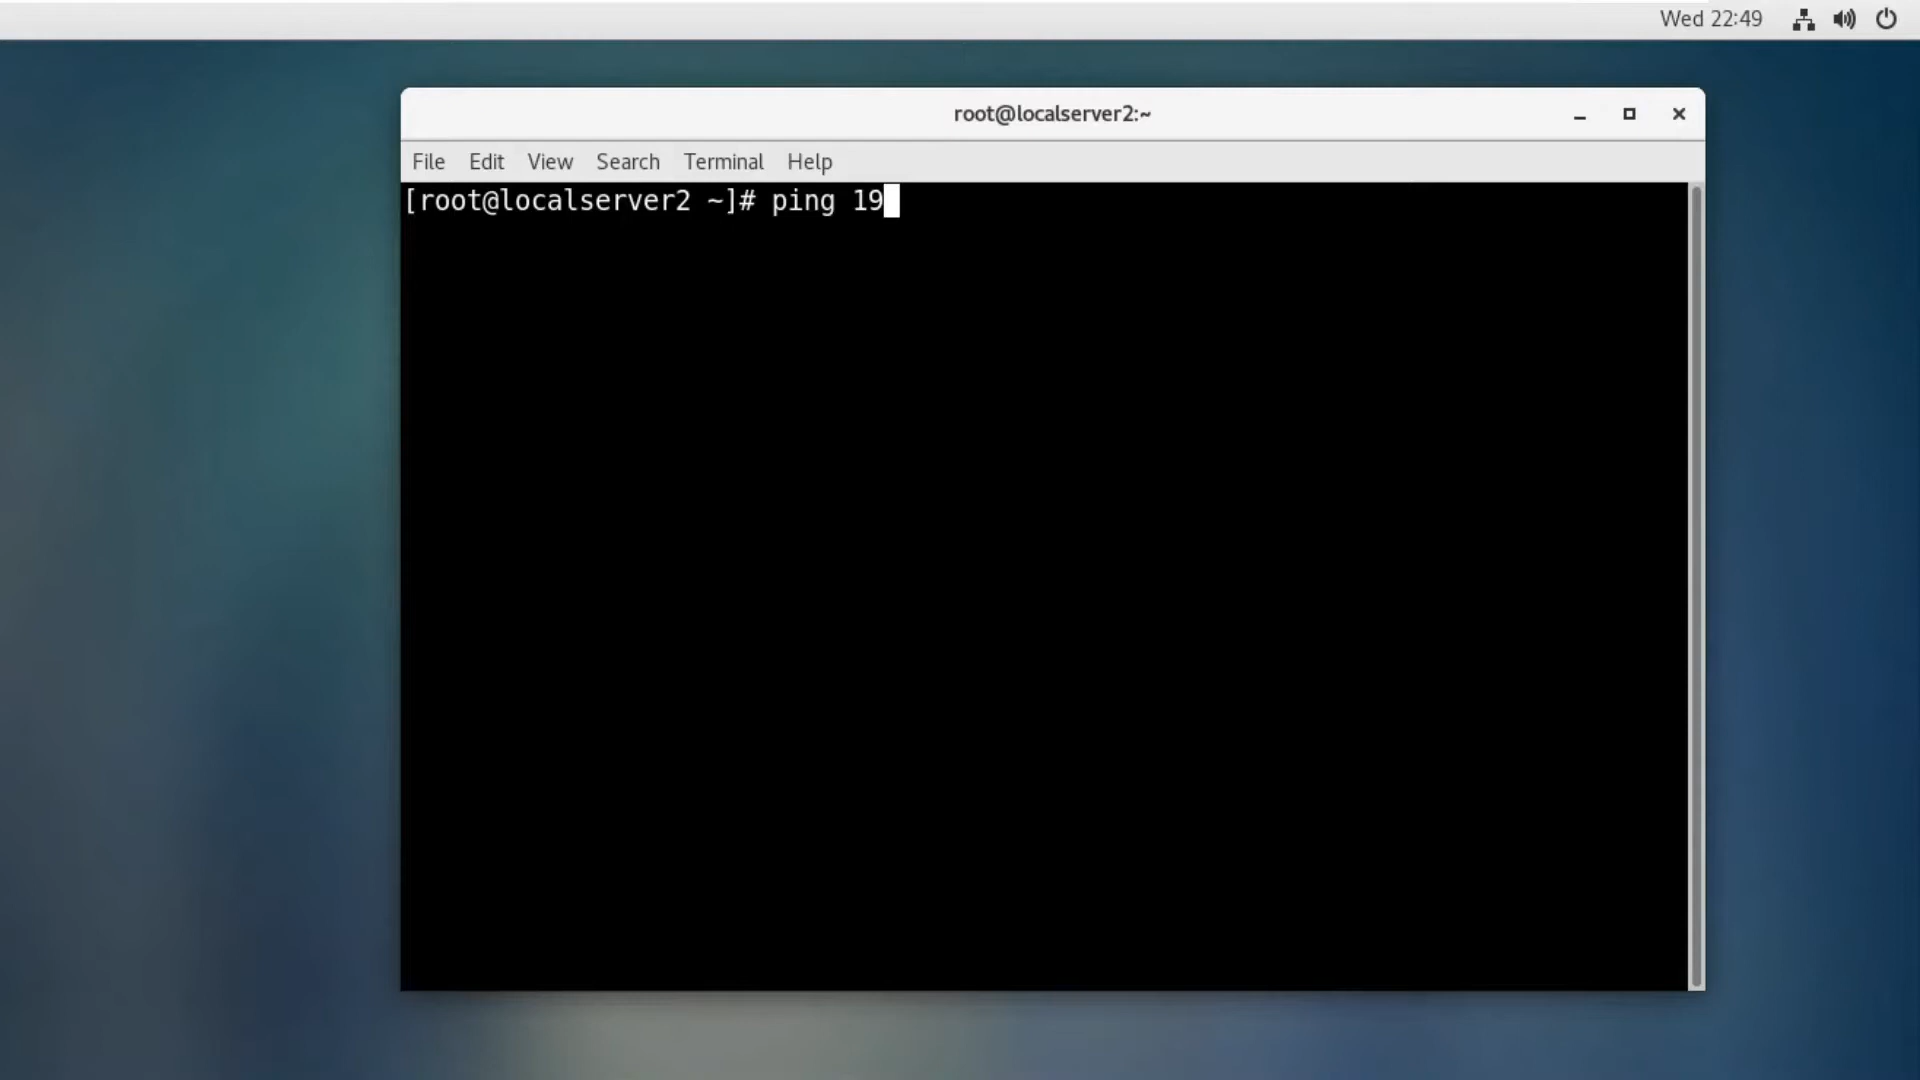 Wed 22:49
root@localserver2:~
File Edit View Search Terminal Help
[root@localserver2 ~]# ping 19